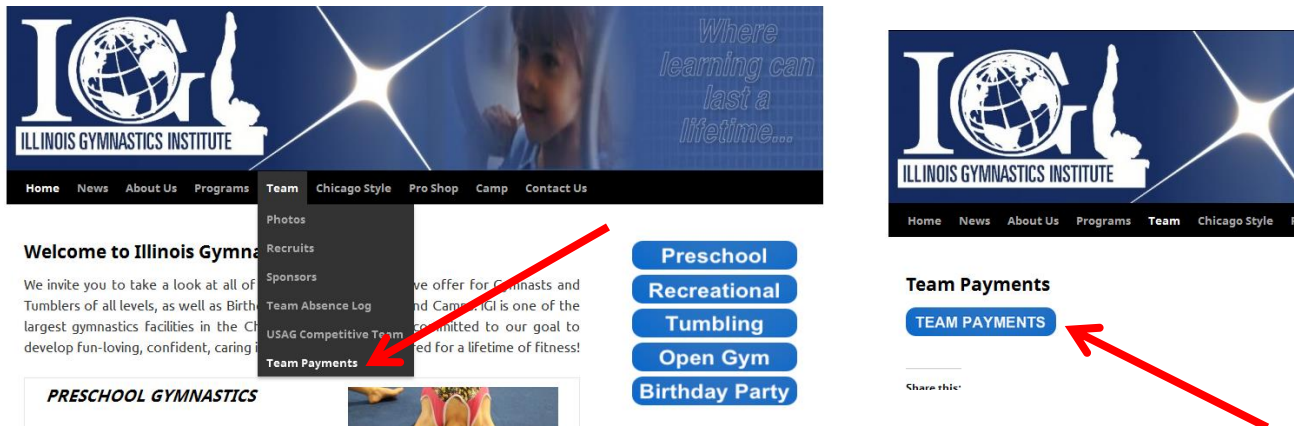 IGI
ILLINOIS GYMNASTICS INSTITUTE
Where
learning can
last a
lifetime...
Home News About Us Programs Team Chicago Style Pro Shop Camp Contact Us
Photos
Recruits
Sponsors
Team Absence Log
USAG Competitive Team
Team Payments
Welcome to Illinois Gymna
We invite you to take a look at all of ve offer for Gymnasts and
Tumblers of all levels, as well as Birth nd Camps. IGI is one of the
largest gymnastics facilities in the Ch committed to our goal to
develop fun-loving, confident, caring i red for a lifetime of fitness!
PRESCHOOL GYMNASTICS
Preschool
Recreational
Tumbling
Open Gym
Birthday Party
IGI
ILLINOIS GYMNASTICS INSTITUTE
Home News About Us Programs Team Chicago Style
Team Payments
TEAM PAYMENTS
Share this: